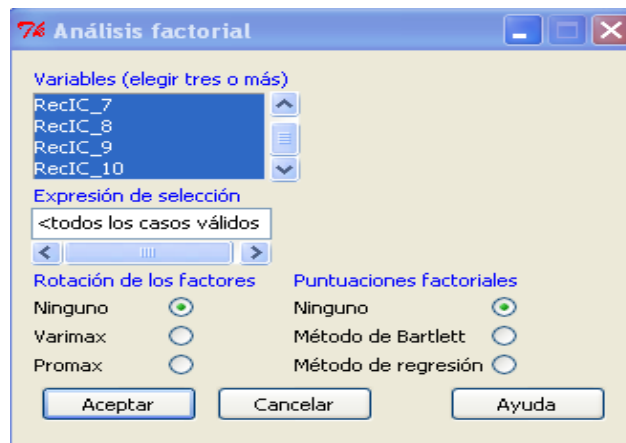 Análisis factorial
Variables (elegir tres o más)
RecIC_7
RecIC_8
RecIC_9
RecIC_10
Expresión de selección
<todos los casos válidos
Rotación de los factores Puntuaciones factoriales
Ninguno Ninguno
Varimax Método de Bartlett
Promax Método de regresión
Aceptar Cancelar Ayuda